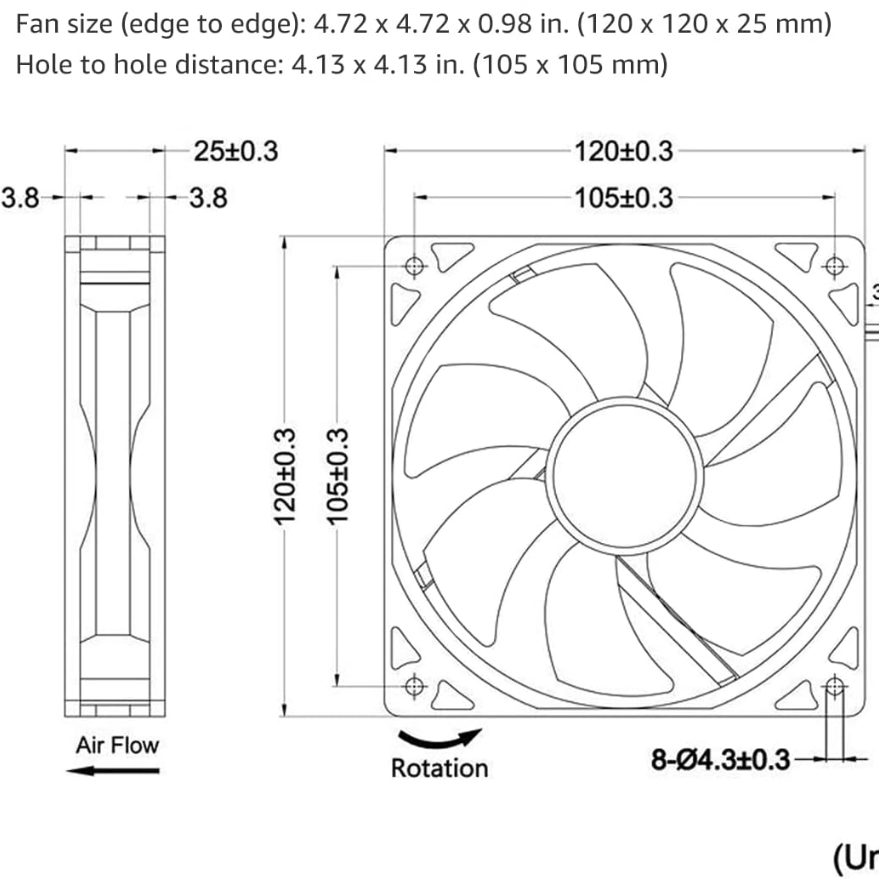 Fan size (edge to edge): 4.72 x 4.72 x 0.98 in. (120 x 120 x 25 mm)
Hole to hole distance: 4.13 x 4.13 in. (105 x 105 mm)
25±0.3
120±0.3
3.8
3.8
105±0.3
3
120±0.3
105±0.3
Air Flow
Rotation
8-Ø4.3±0.3
(Un